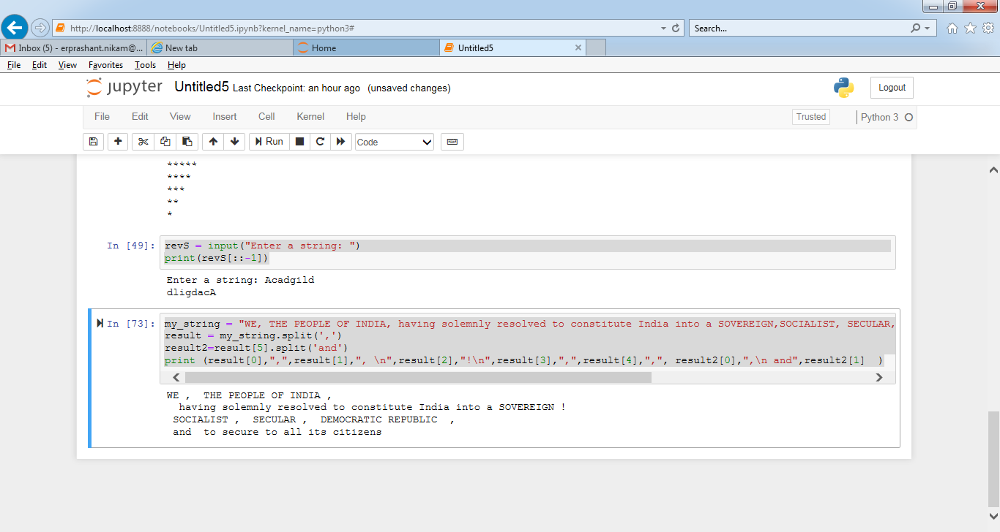 http://localhost:8888/notebooks/Untitled5.ipynb?kernel_name=python3#
Search...
Inbox (5) - erprashant.nikam@...
New tab
Home
Untitled5
File Edit View Favorites Tools Help
jupyter Untitled5 Last Checkpoint: an hour ago (unsaved changes)
Logout
File Edit View Insert Cell Kernel Help
Trusted
Python 3
Run
Code
*****
****
***
**
*
In [49]: revS = input("Enter a string: ")
print(revS[::-1])
Enter a string: Acadgild
dligdacA
In [73]: my_string = "WE, THE PEOPLE OF INDIA, having solemnly resolved to constitute India into a SOVEREIGN,SOCIALIST, SECULAR,
result = my_string.split(',')
result2=result[5].split('and')
print (result[0],",",result[1],", \n",result[2],"!\n",result[3],",",result[4],",", result2[0],",\n and",result2[1]  )
WE ,  THE PEOPLE OF INDIA ,
having solemnly resolved to constitute India into a SOVEREIGN !
SOCIALIST ,  SECULAR ,  DEMOCRATIC REPUBLIC  ,
and  to secure to all its citizens